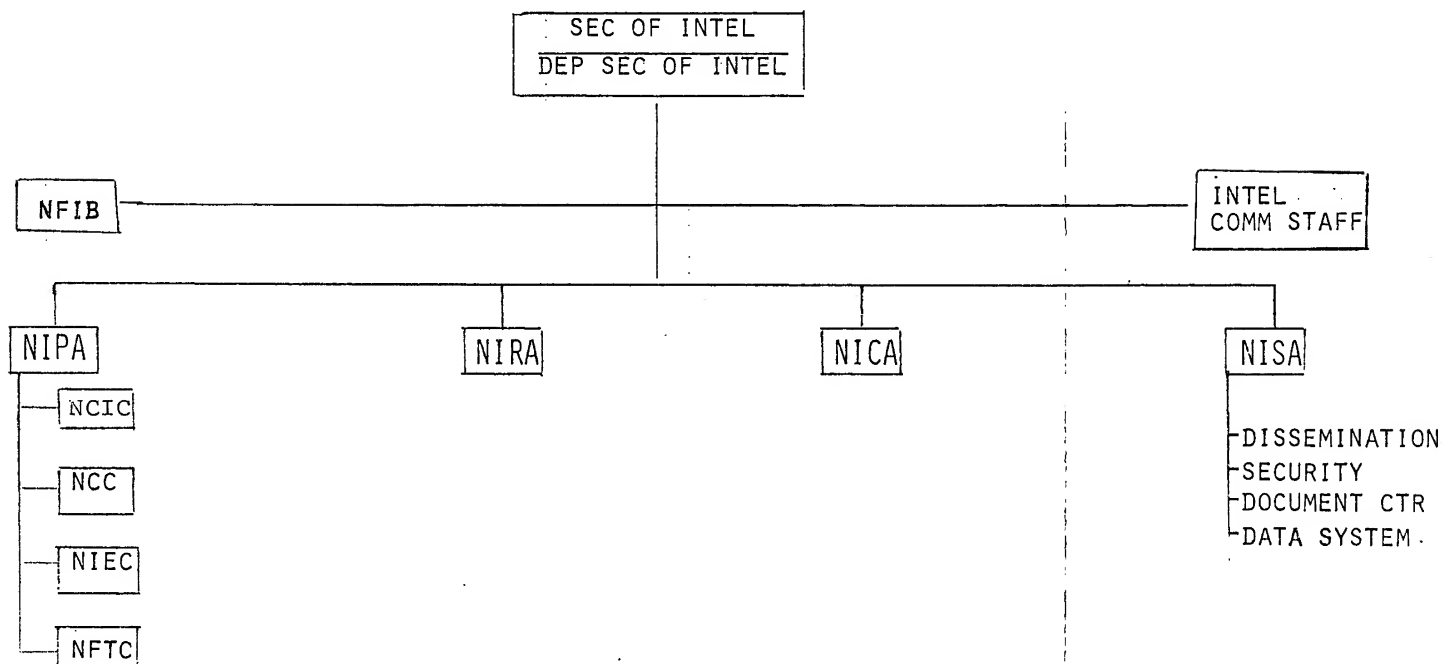 SEC OF INTEL
DEP SEC OF INTEL
NFIB
INTEL
COMM STAFF
NIPA
NIRA
NICA
NISA
NCIC
NCC
NIEC
NFTC
DISSEMINATION
SECURITY
DOCUMENT CTR
DATA SYSTEM